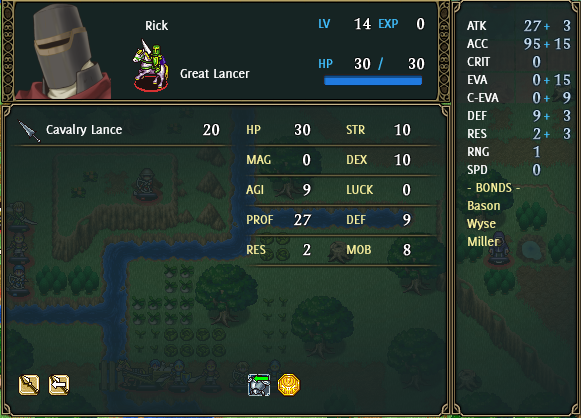 Rick
LV 14 EXP 0
Great Lancer
HP 30 / 30
Cavalry Lance 20
HP 30 STR 10
MAG 0 DEX 10
AGI 9 LUCK 0
PROF 27 DEF 9
RES 2 MOB 8
ATK 27+ 3
ACC 95+ 15
CRIT 0
EVA 0+ 15
C-EVA 0+ 9
DEF 9+ 3
RES 2+ 3
RNG 1
SPD 0
- BONDS -
Bason
Wyse
Miller